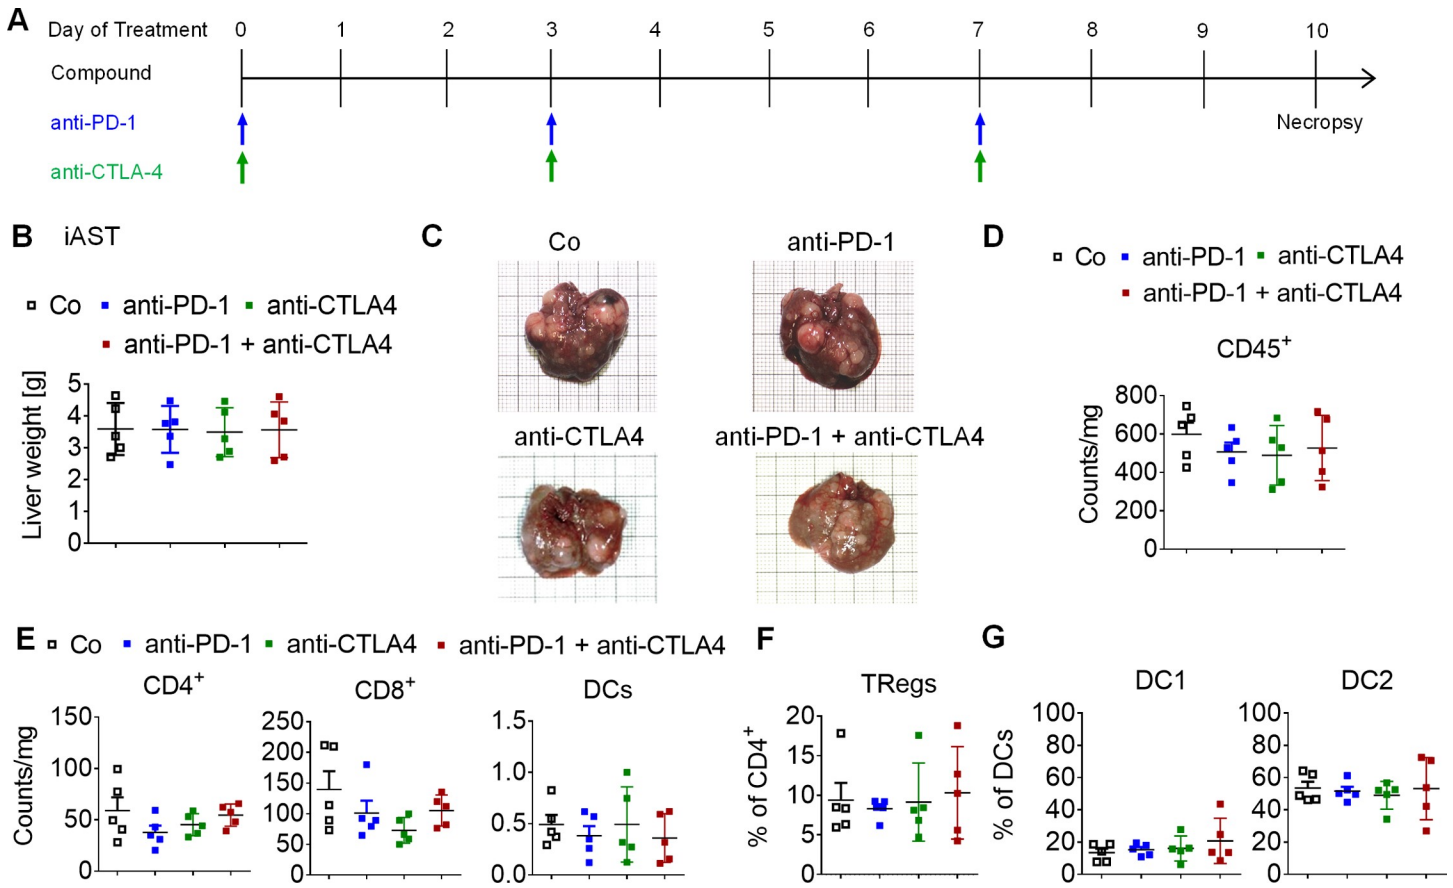 A
Day of Treatment 0 1 2 3 4 5 6 7 8 9 10
Compound
anti-PD-1
Necropsy
anti-CTLA-4
B iAST
Co anti-PD-1 anti-CTLA4
anti-PD-1 + anti-CTLA4
Liver weight [g]
5
4
3
2
1
0
C
Co
anti-PD-1
anti-CTLA4
anti-PD-1 + anti-CTLA4
D
Co anti-PD-1 anti-CTLA4
anti-PD-1 + anti-CTLA4
CD45+
Counts/mg
800
600
400
200
0
E
Co anti-PD-1 anti-CTLA4 anti-PD-1 + anti-CTLA4
CD4+
Counts/mg
150
100
50
0
CD8+
250
200
150
100
50
0
DCs
1.5
1.0
0.5
0.0
F
TRegs
% of CD4+
20
15
10
5
0
G
DC1
% of DCs
100
80
60
40
20
0
DC2
100
80
60
40
20
0